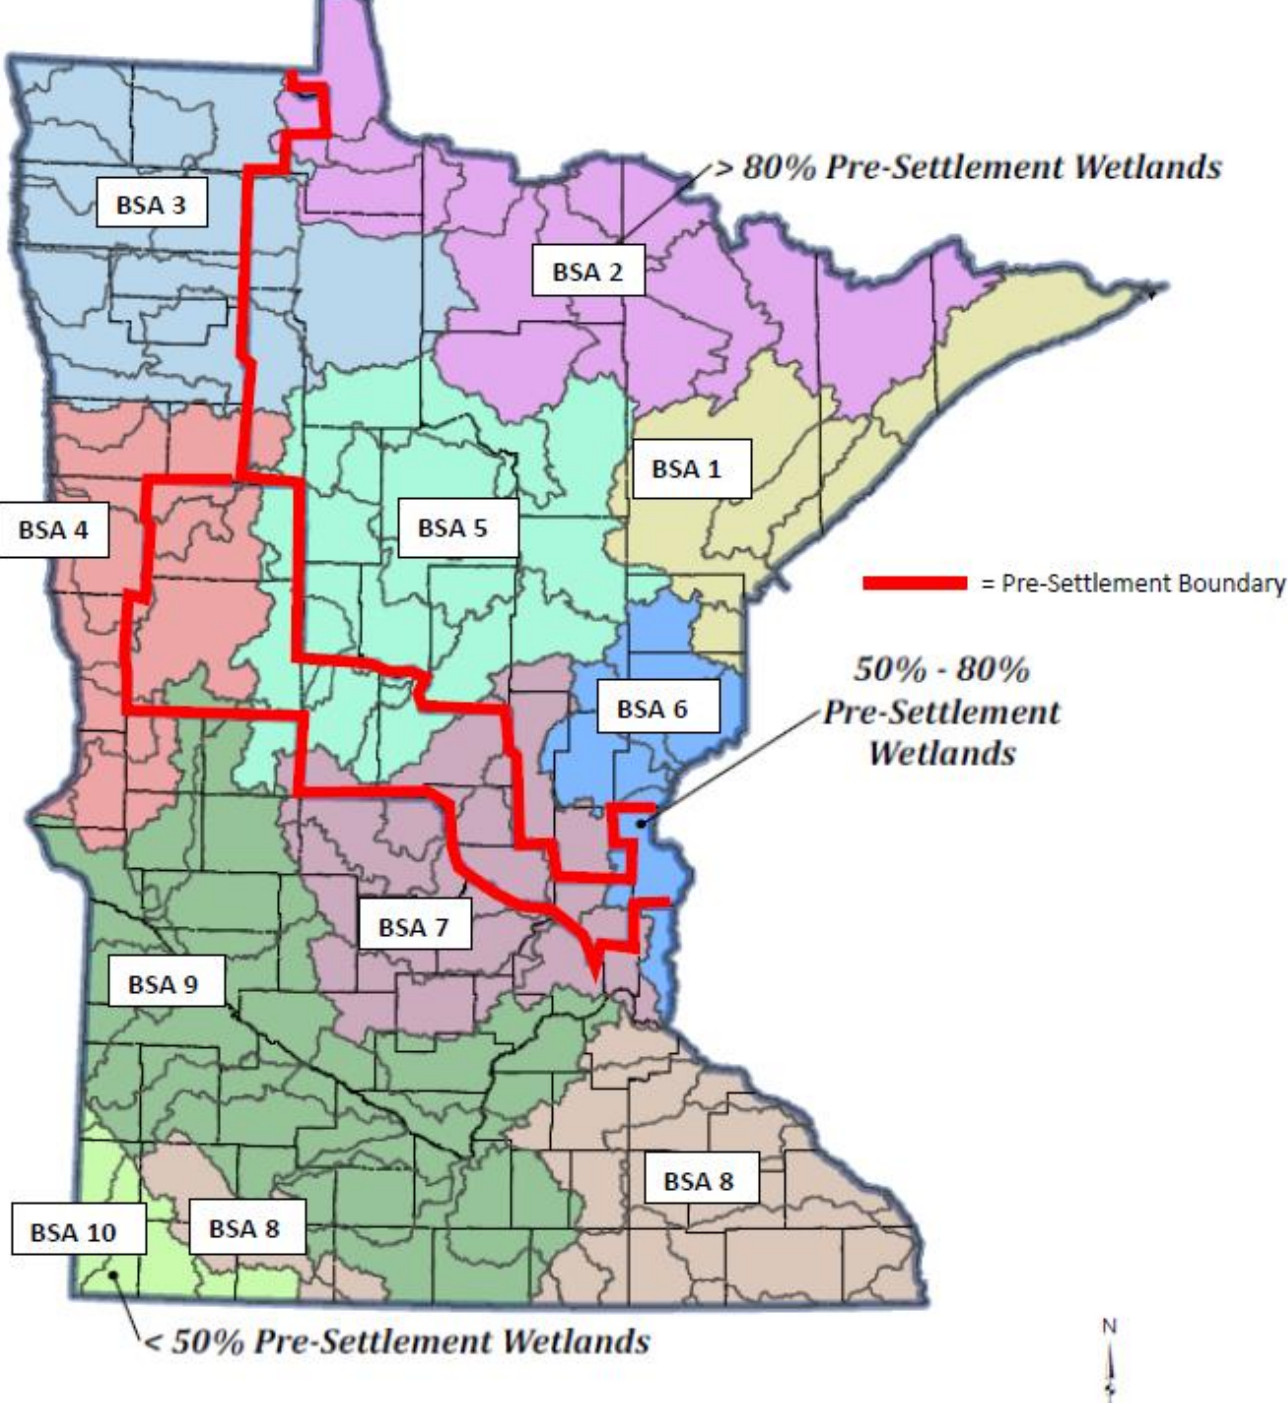 > 80% Pre-Settlement Wetlands
BSA 3
BSA 2
BSA 1
BSA 4
BSA 5
= Pre-Settlement Boundary
50% - 80%
Pre-Settlement
Wetlands
BSA 6
BSA 7
BSA 9
BSA 8
BSA 10
BSA 8
< 50% Pre-Settlement Wetlands
N